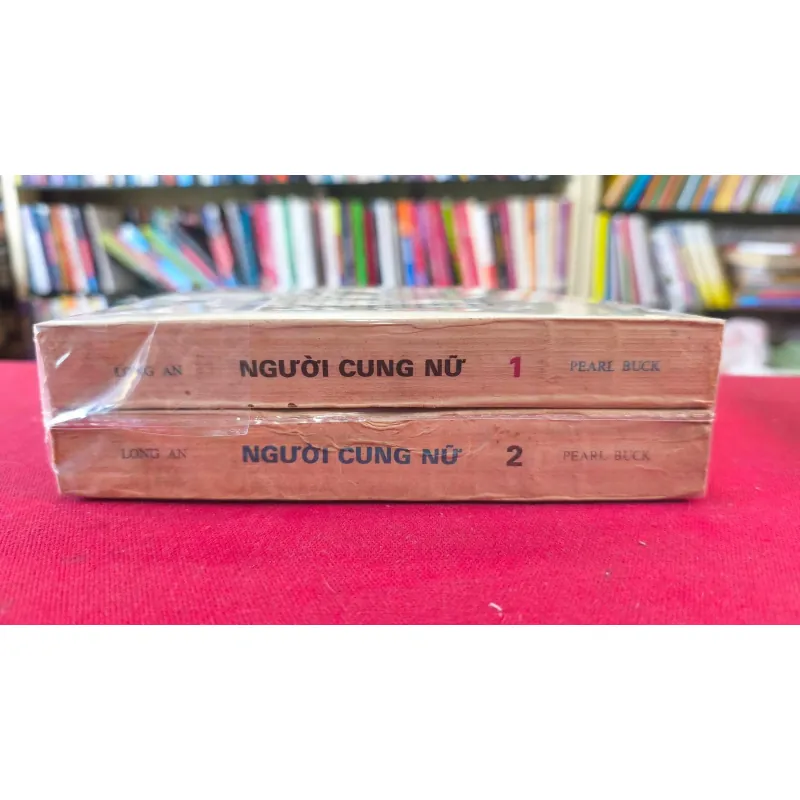 LONG AN NGƯỜI CUNG NỮ 1 PEARL BUCK
LONG AN NGƯỜI CUNG NỮ 2 PEARL BUCK